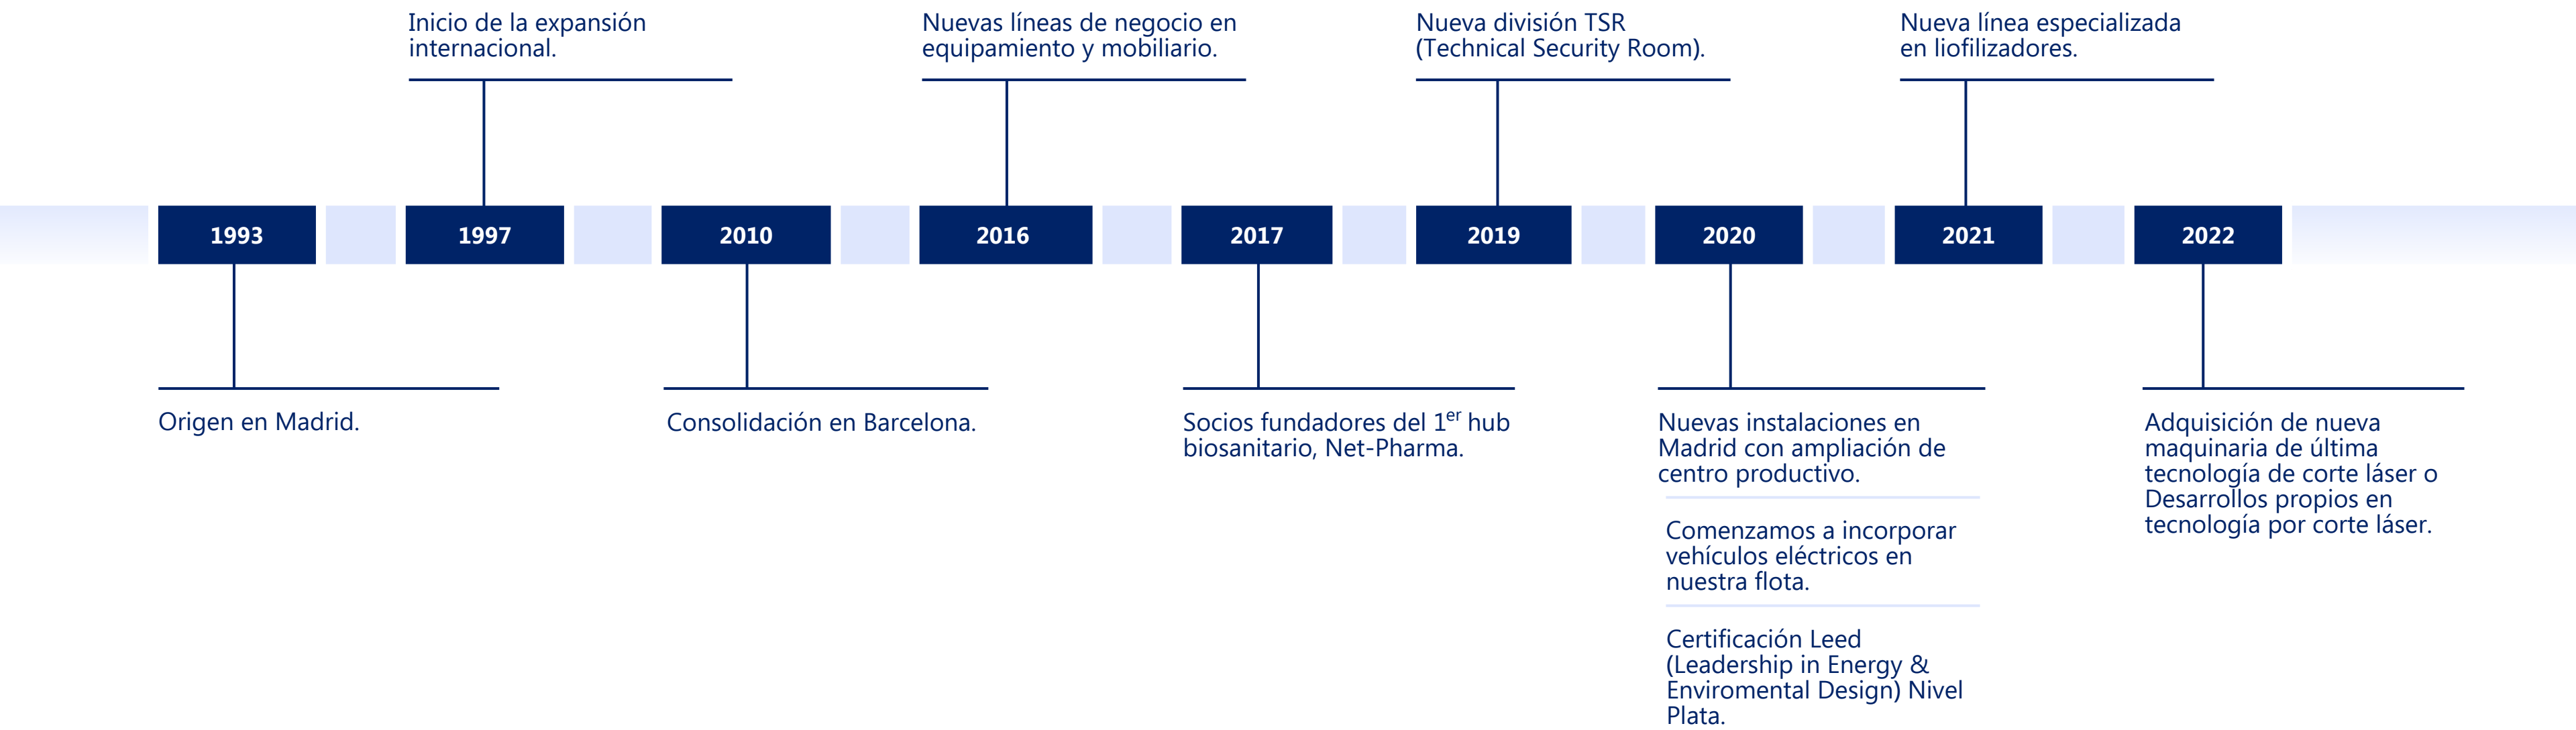 Inicio de la expansión
internacional.
Nuevas líneas de negocio en
equipamiento y mobiliario.
Nueva división TSR
(Technical Security Room).
Nueva línea especializada
en liofilizadores.
1993
1997
2010
2016
2017
2019
2020
2021
2022
Origen en Madrid.
Consolidación en Barcelona.
Socios fundadores del 1er hub
biosanitario, Net-Pharma.
Nuevas instalaciones en
Madrid con ampliación de
centro productivo.
Comenzamos a incorporar
vehículos eléctricos en
nuestra flota.
Certificación Leed
(Leadership in Energy &
Enviromental Design) Nivel
Plata.
Adquisición de nueva
maquinaria de última
tecnología de corte láser o
Desarrollos propios en
tecnología por corte láser.